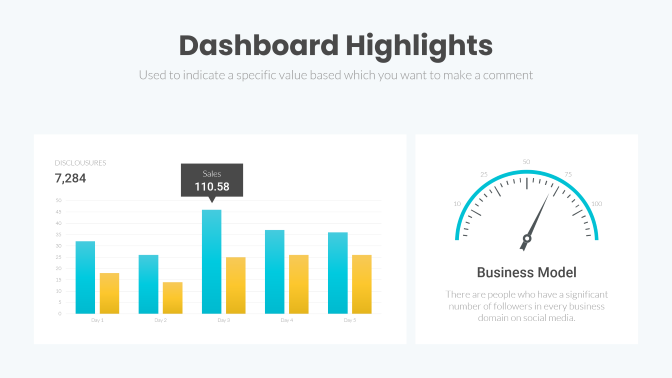 Dashboard Highlights
Used to indicate a specific value based which you want to make a comment
DISCLOUSURES
7,284
Sales
110.58
50
45
40
35
30
25
20
15
10
5
0
Day 1
Day 2
Day 3
Day 4
Day 5
10
25
50
75
100
Business Model
There are people who have a significant
number of followers in every business
domain on social media.